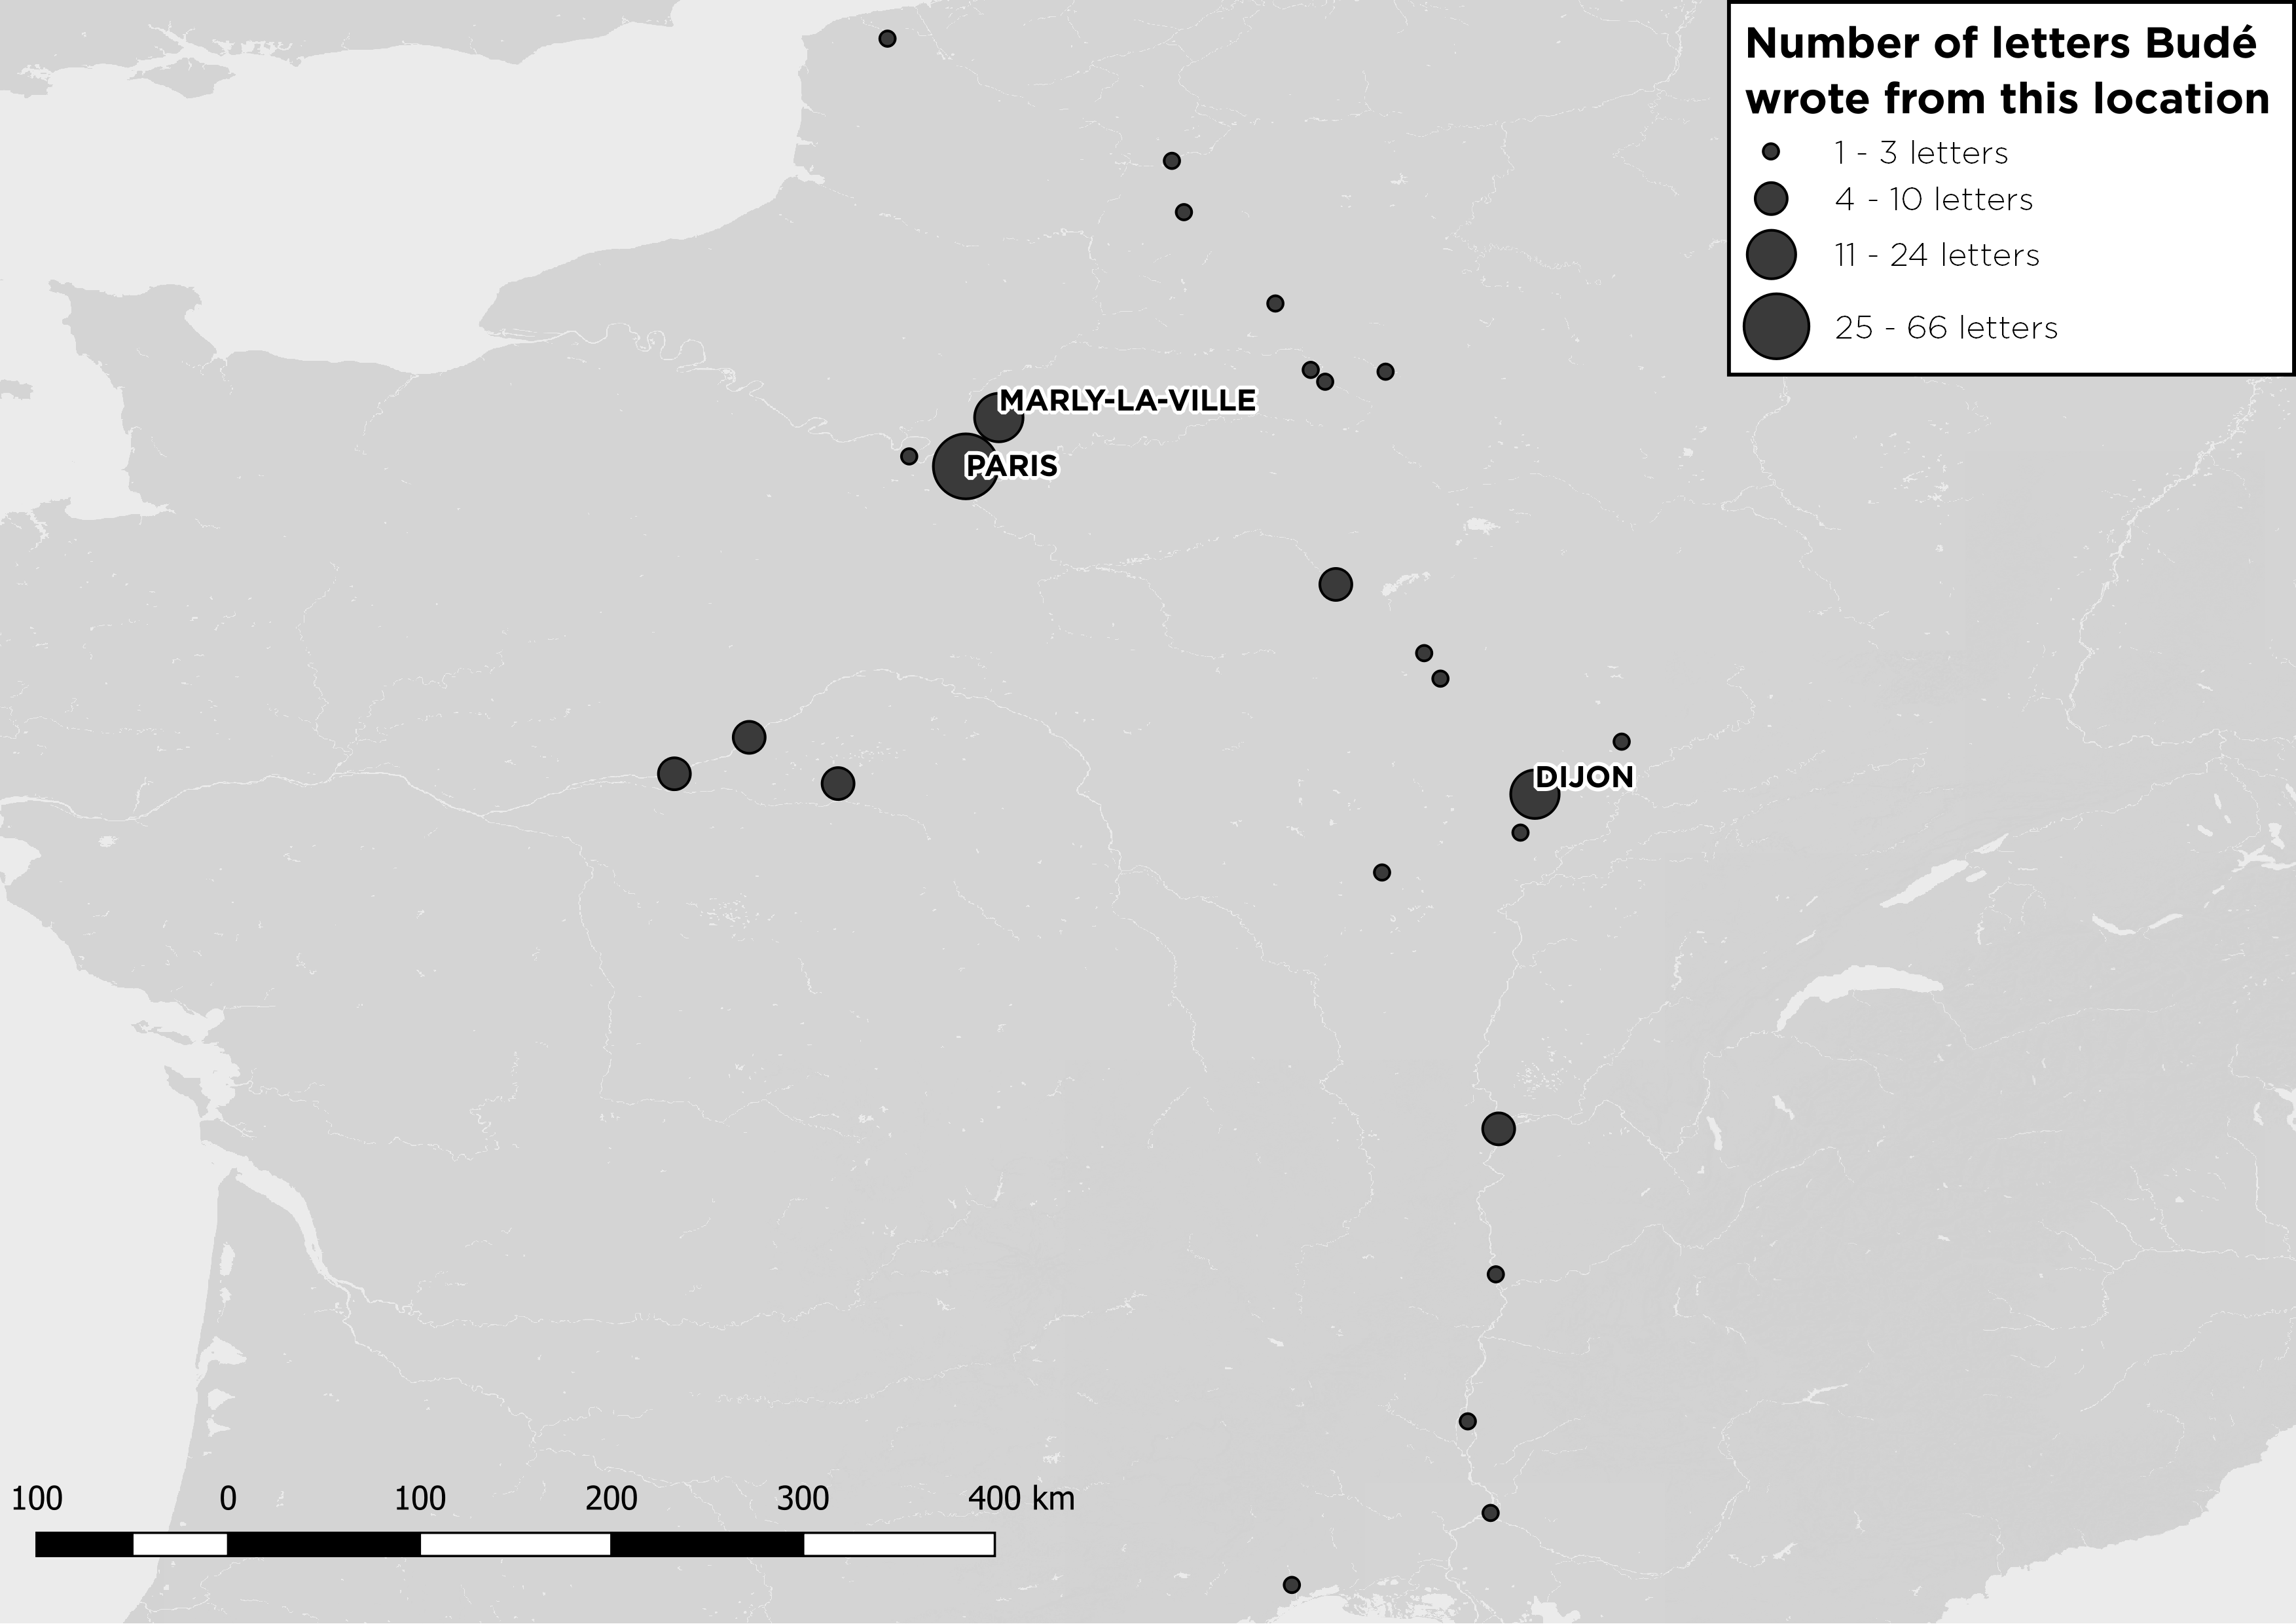 Number of letters Budé
wrote from this location
1 - 3 letters
4 - 10 letters
11 - 24 letters
25 - 66 letters
MARLY-LA-VILLE
PARIS
DIJON
100 0 100 200 300 400 km